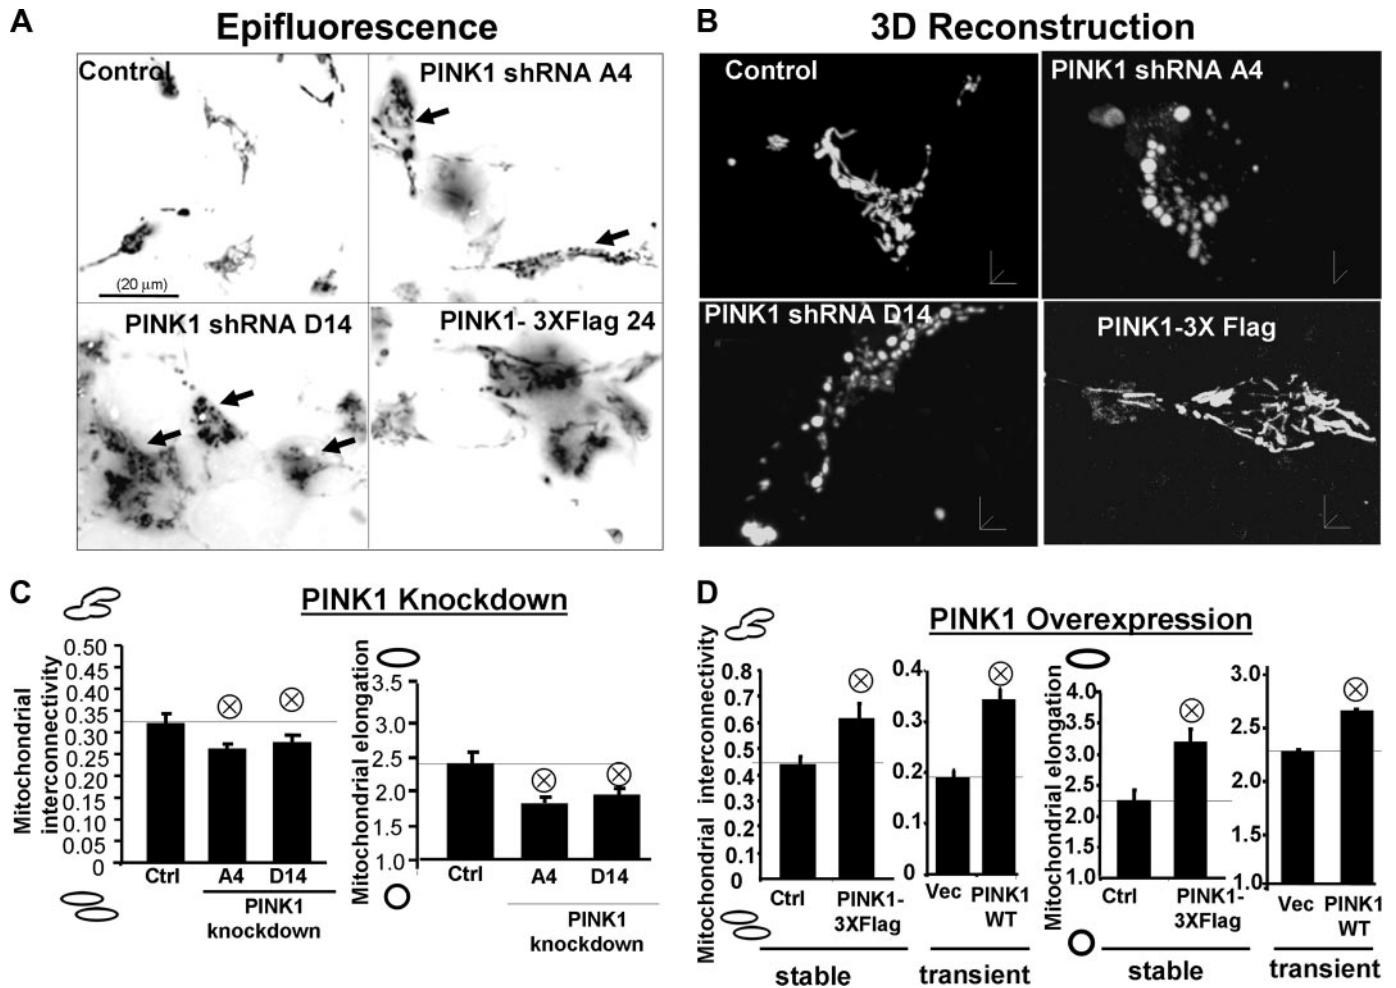 A
Epifluorescence
Control
PINK1 shRNA A4
(20 µm)
PINK1 shRNA D14
PINK1- 3XFlag 24
B
3D Reconstruction
Control
PINK1 shRNA A4
PINK1 shRNA D14
PINK1-3X Flag
C
PINK1 Knockdown
Mitochondrial
interconnectivity
0.50
0.45
0.40
0.35
0.30
0.25
0.20
0.15
0.10
0.05
0
Ctrl
A4
D14
PINK1
knockdown
Mitochondrial elongation
3.5
3.0
2.5
2.0
1.5
1.0
Ctrl
A4
D14
PINK1
knockdown
D
PINK1 Overexpression
Mitochondrial interconnectivity
0.8
0.7
0.6
0.5
0.4
0.3
0.2
0.1
0
Ctrl
PINK1-
3XFlag
stable
0.4
0.3
0.2
0.1
0
Vec
PINK1
WT
transient
Mitochondrial elongation
4.0
3.5
3.0
2.5
2.0
1.5
1.0
Ctrl
PINK1-
3XFlag
stable
3.0
2.5
2.0
1.5
1.0
Vec
PINK1
WT
transient